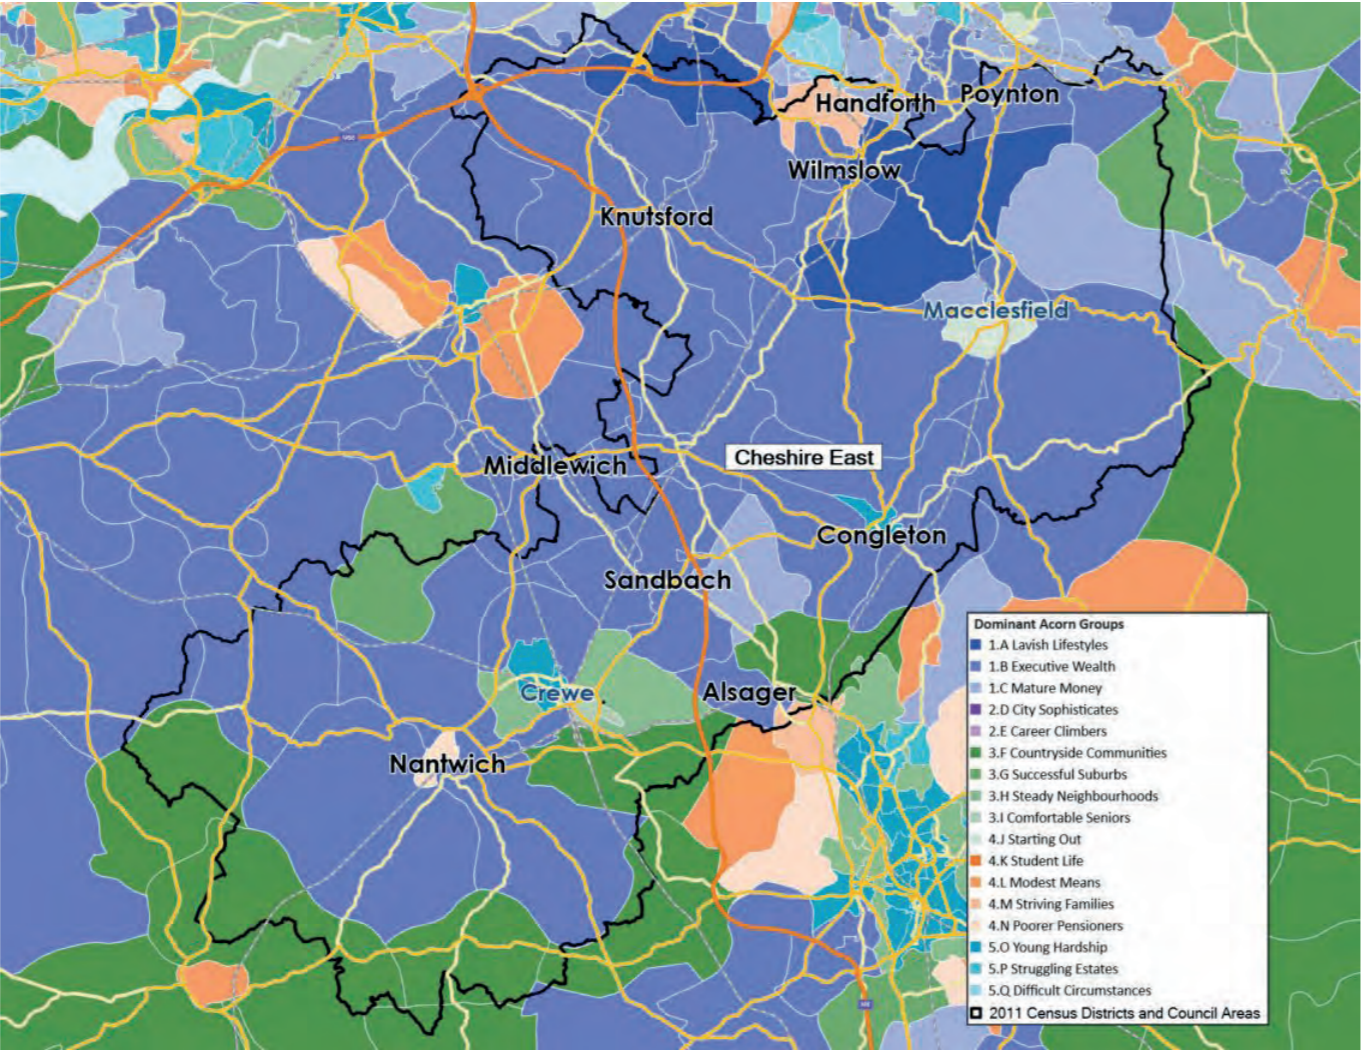 Handforth
Poynton
Wilmslow
Knutsford
Macclesfield
Cheshire East
Middlewich
Congleton
Sandbach
Crewe
Alsager
Nantwich
Dominant Acorn Groups
1.A Lavish Lifestyles
1.B Executive Wealth
1.C Mature Money
2.D City Sophisticates
2.E Career Climbers
3.F Countryside Communities
3.G Successful Suburbs
3.H Steady Neighbourhoods
3.I Comfortable Seniors
4.J Starting Out
4.K Student Life
4.L Modest Means
4.M Striving Families
4.N Poorer Pensioners
5.O Young Hardship
5.P Struggling Estates
5.Q Difficult Circumstances
2011 Census Districts and Council Areas